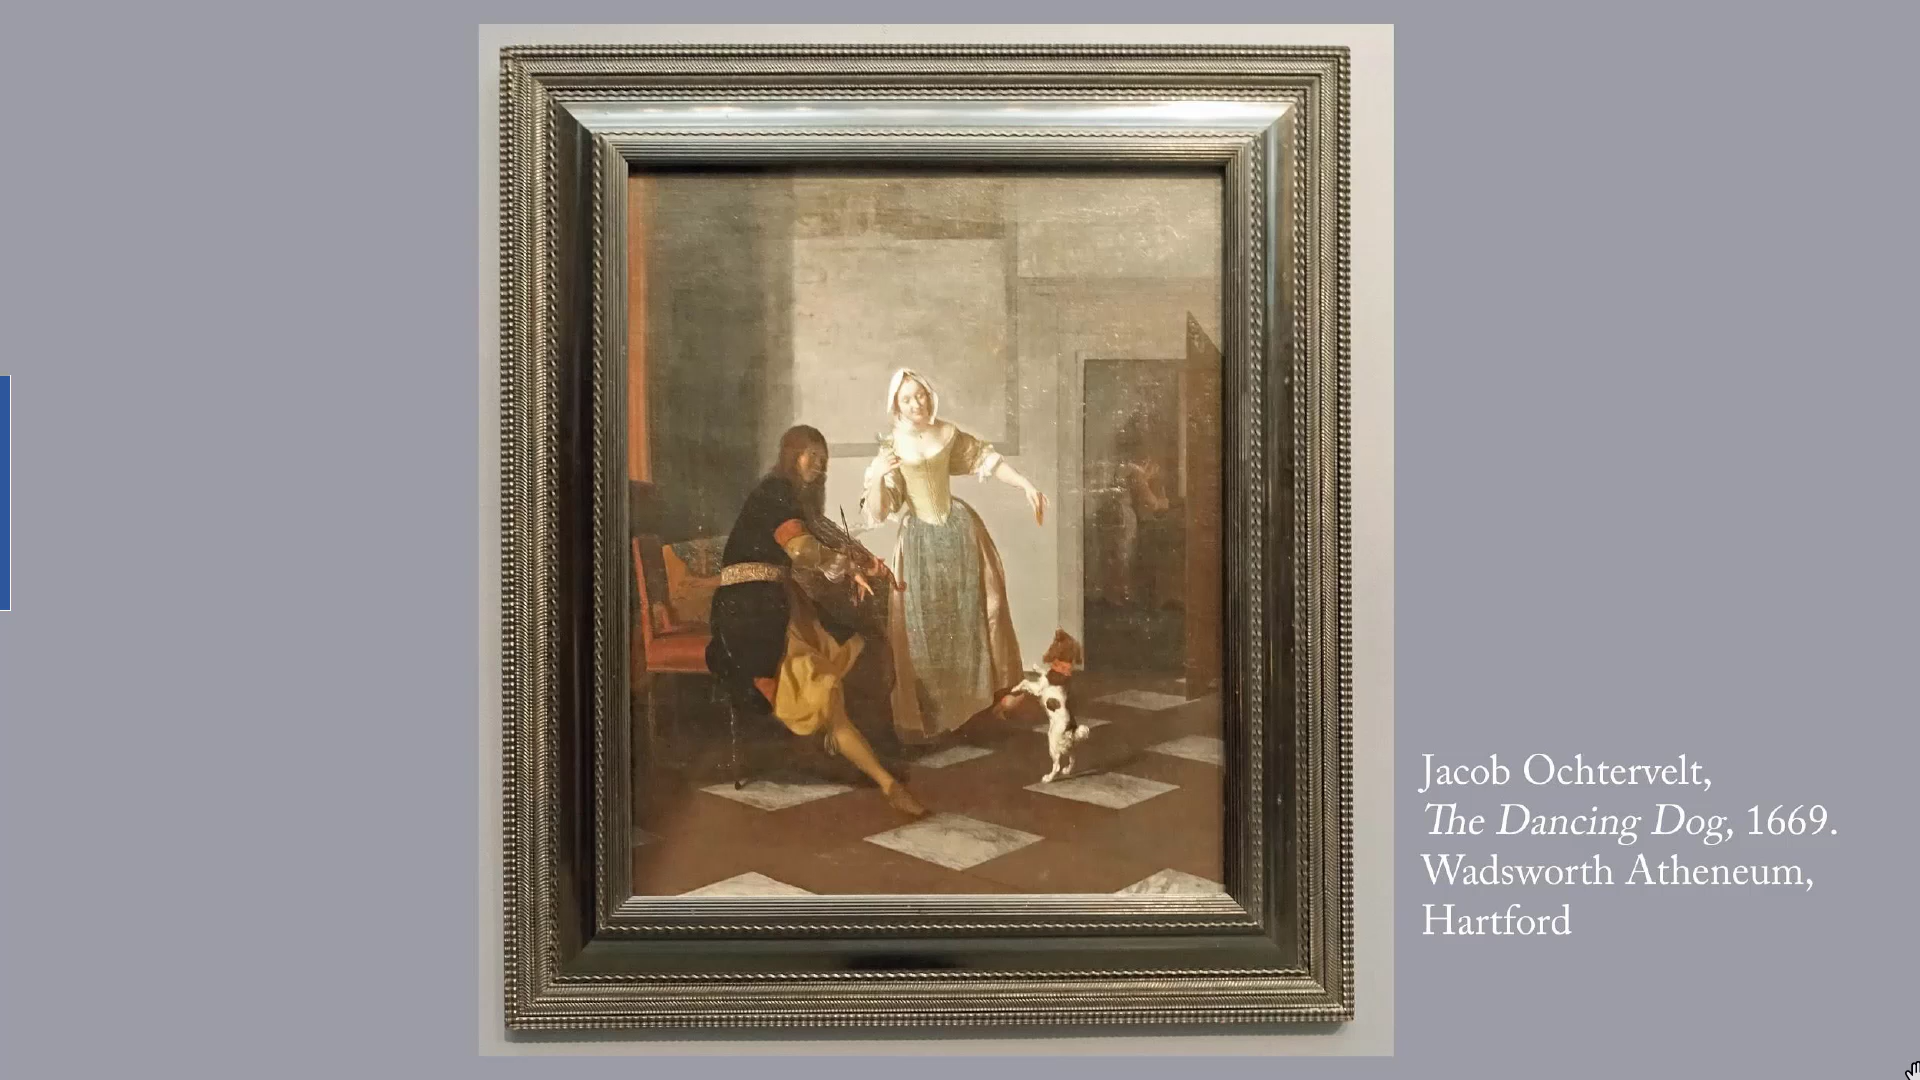 Jacob Ochtervelt,
The Dancing Dog, 1669.
Wadsworth Atheneum,
Hartford